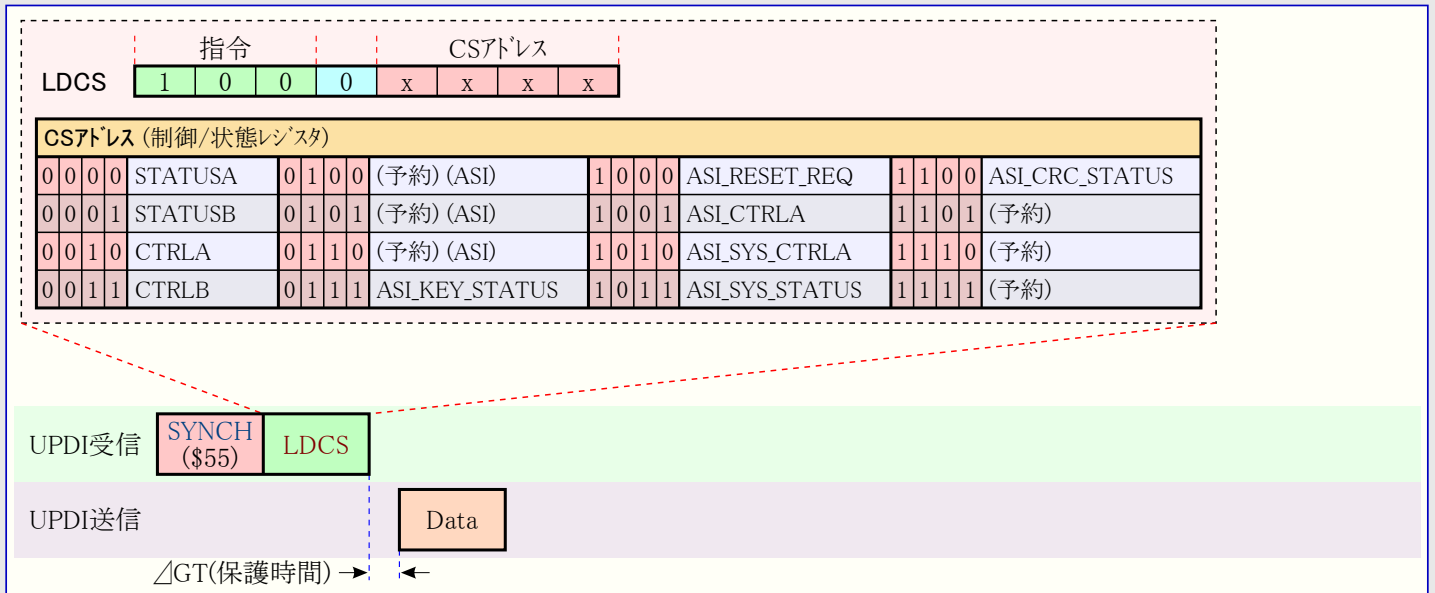 指令 CSアドレス
LDCS 1 0 0 0 x x x x
CSアドレス (制御/状態レジスタ)
0 0 0 0 STATUSA 0 1 0 0 (予約) (ASI) 1 0 0 0 ASI_RESET_REQ 1 1 0 0 ASI_CRC_STATUS
0 0 0 1 STATUSB 0 1 0 1 (予約) (ASI) 1 0 0 1 ASI_CTRLA 1 1 0 1 (予約)
0 0 1 0 CTRLA 0 1 1 0 (予約) (ASI) 1 0 1 0 ASI_SYS_CTRLA 1 1 1 0 (予約)
0 0 1 1 CTRLB 0 1 1 1 ASI_KEY_STATUS 1 0 1 1 ASI_SYS_STATUS 1 1 1 1 (予約)
UPDI受信 SYNCH ($55) LDCS
UPDI送信 Data
⊿GT(保護時間)